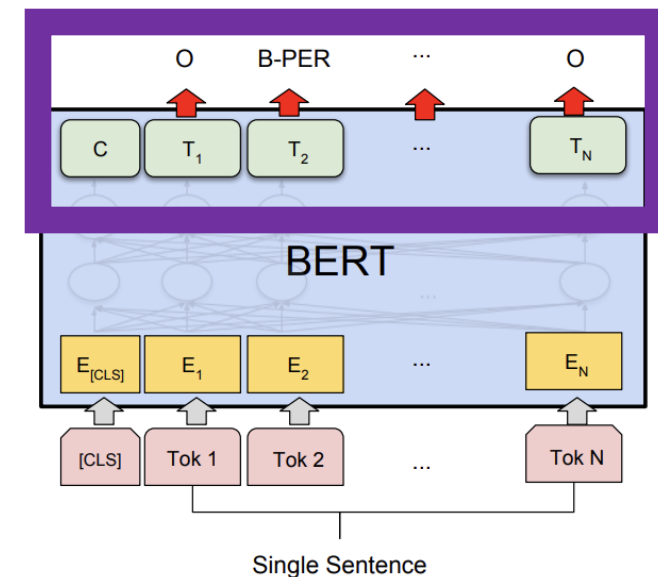 O B-PER ... O
C T1 T2 ... TN
BERT
...
E[CLS] E1 E2 ... EN
[CLS] Tok 1 Tok 2 ... Tok N
Single Sentence